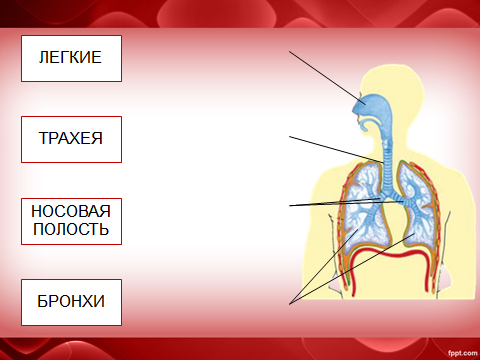 ЛЕГКИЕ
ТРАХЕЯ
НОСОВАЯ
ПОЛОСТЬ
БРОНХИ
fppt.com